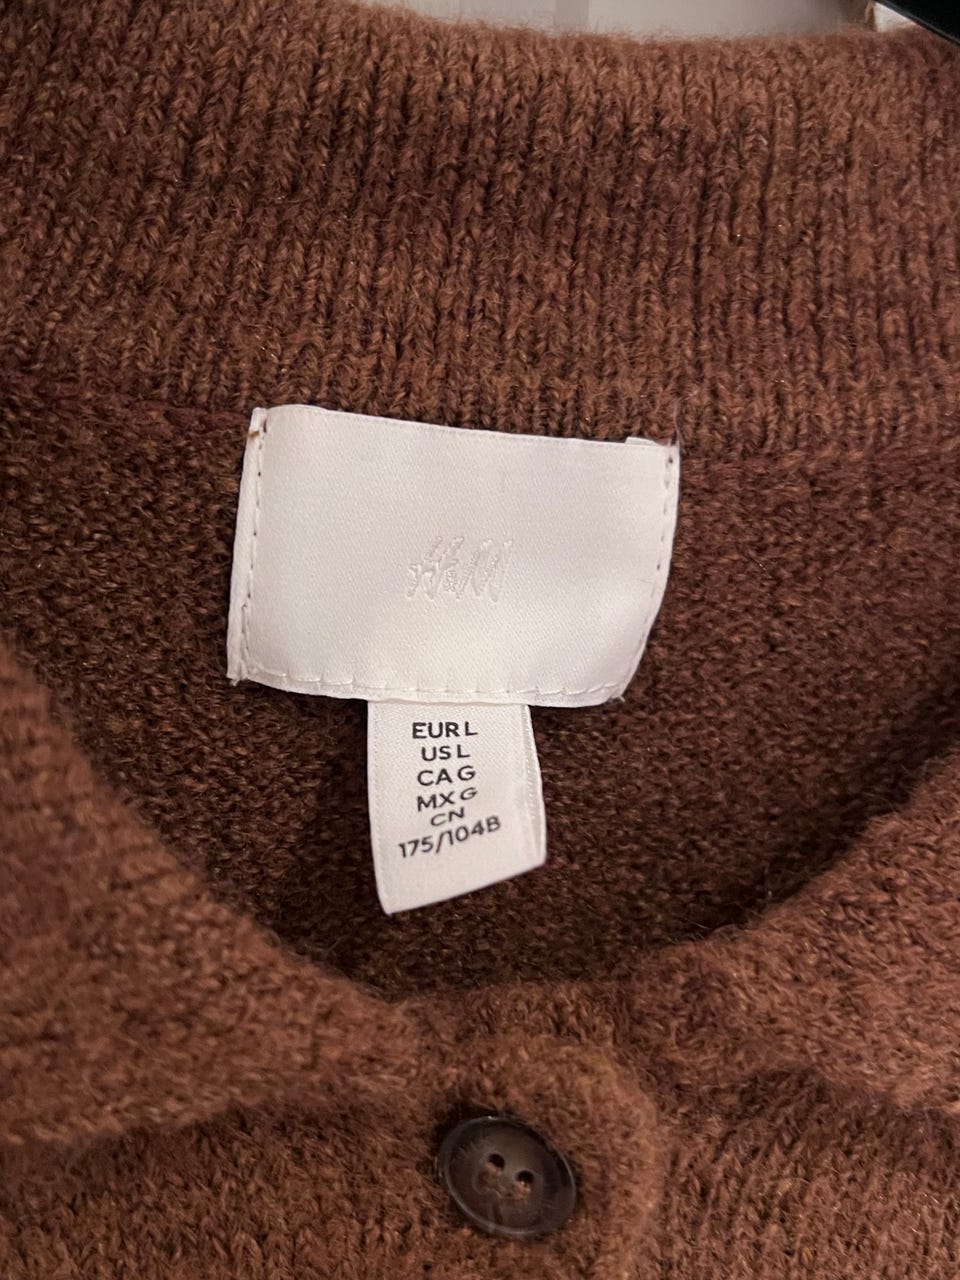 H&M
EUR L
US L
CA G
MX G
CN
175/104B